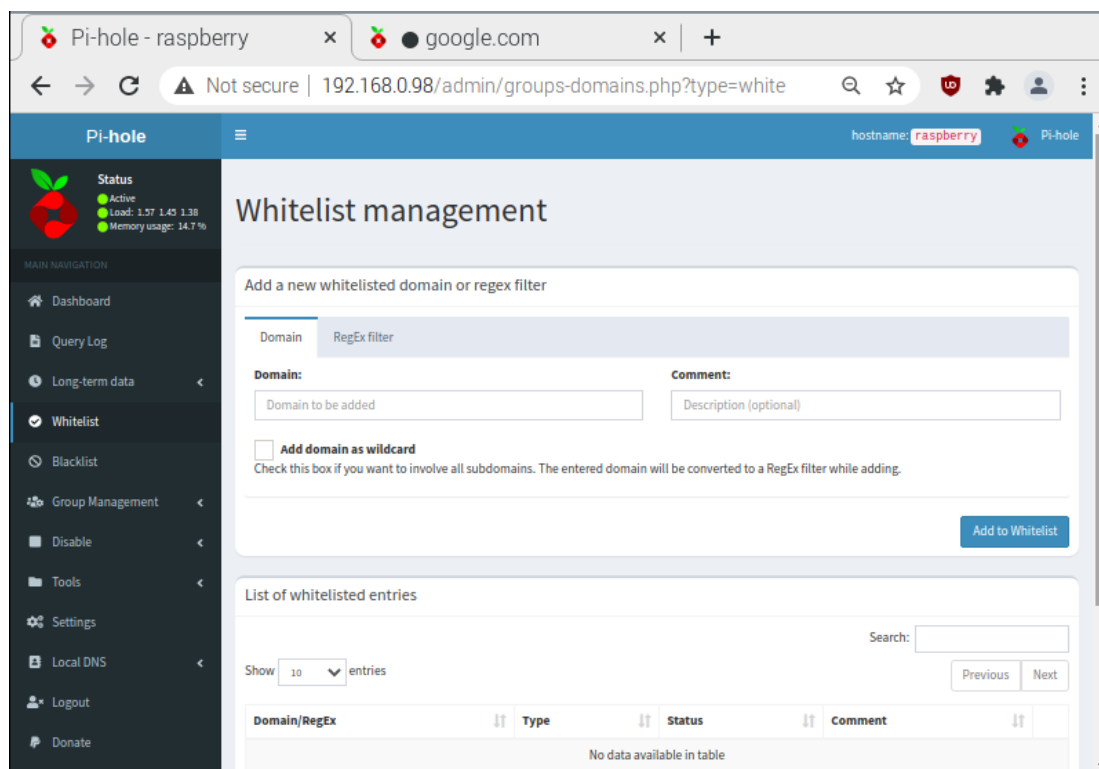 Pi-hole - raspberry
google.com
Not secure | 192.168.0.98/admin/groups-domains.php?type=white
Pi-hole
hostname: raspberry
Pi-hole
Status
Active
Load: 1.57 1.45 1.38
Memory usage: 14.7 %
MAIN NAVIGATION
Dashboard
Query Log
Long-term data
Whitelist
Blacklist
Group Management
Disable
Tools
Settings
Local DNS
Logout
Donate
Whitelist management
Add a new whitelisted domain or regex filter
Domain RegEx filter
Domain: Comment:
Domain to be added Description (optional)
Add domain as wildcard
Check this box if you want to involve all subdomains. The entered domain will be converted to a RegEx filter while adding.
Add to Whitelist
List of whitelisted entries
Search:
Show 10 entries
Previous Next
Domain/RegEx Type Status Comment
No data available in table